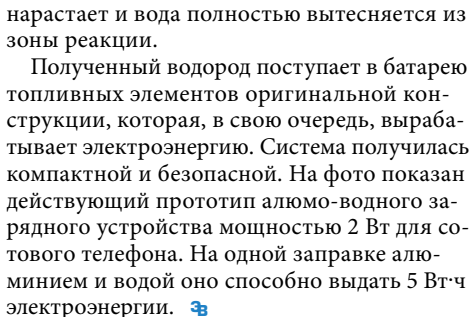 нарастает и вода полностью вытесняется из
зоны реакции.
Полученный водород поступает в батарею
топливных элементов оригинальной кон-
струкции, которая, в свою очередь, выраба-
тывает электроэнергию. Система получилась
компактной и безопасной. На фото показан
действующий прототип алюмо-водного за-
рядного устройства мощностью 2 Вт для со-
тового телефона. На одной заправке алю-
минием и водой оно способно выдать 5 Вт·ч
электроэнергии. ЭВ